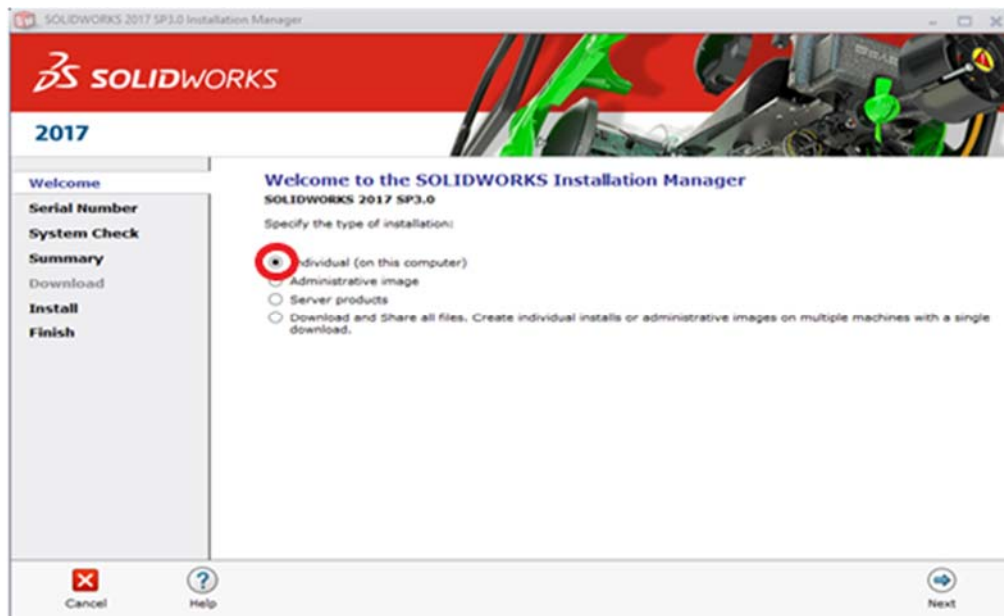 SOLIDWORKS 2017 SP3.0 Installation Manager
SOLIDWORKS
2017
Welcome
Serial Number
System Check
Summary
Download
Install
Finish
Welcome to the SOLIDWORKS Installation Manager
SOLIDWORKS 2017 SP3.0
Specify the type of installation:
Individual (on this computer)
Administrative image
Server products
Download and Share all files. Create individual installs or administrative images on multiple machines with a single
download.
Cancel
Help
Next